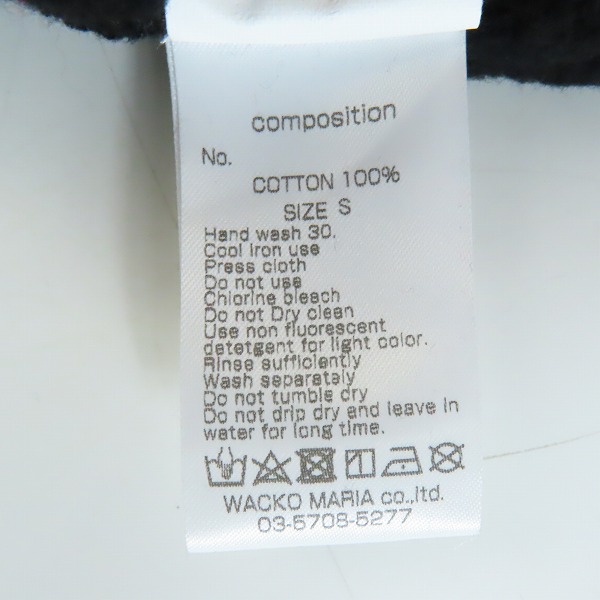 composition
No.
COTTON 100%
SIZE S
Hand wash 30.
Cool iron use
Press cloth
Do not use
Chlorine bleach
Do not Dry clean
Use non fluorescent
detetgent for light color.
Rinse sufficiently
Wash separately
Do not tumble dry
Do not drip dry and leave in
water for long time.
WACKO MARIA co.,ltd.
03-5708-5277